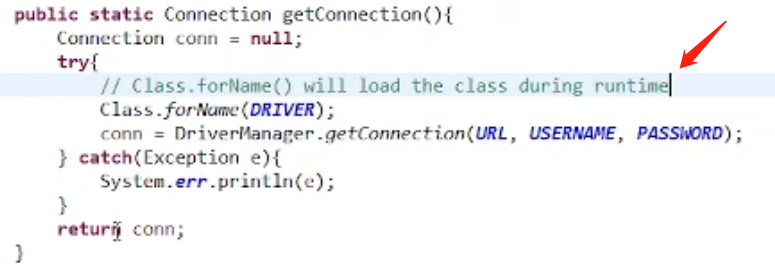 public static Connection getConnection(){
Connection conn = null;
try{
// Class.forName() will load the class during runtime
Class.forName(DRIVER);
conn = DriverManager.getConnection(URL, USERNAME, PASSWORD);
} catch(Exception e){
System.err.println(e);
}
return conn;
}